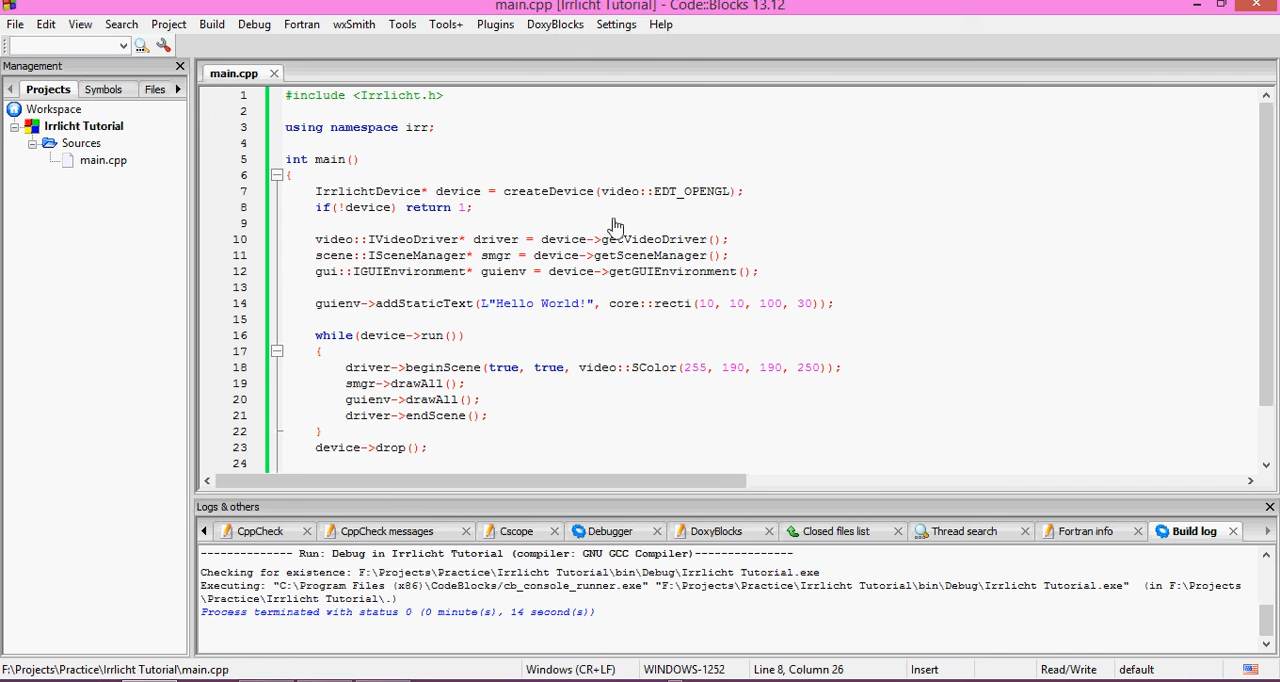 main.cpp [Irrlicht Tutorial] - Code::Blocks 13.12
File Edit View Search Project Build Debug Fortran wxSmith Tools Tools+ Plugins DoxyBlocks Settings Help
Management
main.cpp
Projects Symbols Files
Workspace
Irrlicht Tutorial
Sources
main.cpp
1 #include <Irrlicht.h>
2
3 using namespace irr;
4
5 int main()
6 {
7 IrrlichtDevice* device = createDevice(video::EDT_OPENGL);
8 if(!device) return 1;
9
10 video::IVideoDriver* driver = device->getVideoDriver();
11 scene::ISceneManager* smgr = device->getSceneManager();
12 gui::IGUIEnvironment* guienv = device->getGUIEnvironment();
13
14 guienv->addStaticText(L"Hello World!", core::recti(10, 10, 100, 30));
15
16 while(device->run())
17 {
18 driver->beginScene(true, true, video::SColor(255, 190, 190, 250));
19 smgr->drawAll();
20 guienv->drawAll();
21 driver->endScene();
22 }
23 device->drop();
24
Logs & others
CppCheck CppCheck messages Cscope Debugger DoxyBlocks Closed files list Thread search Fortran info Build log
-------------- Run: Debug in Irrlicht Tutorial (compiler: GNU GCC Compiler)---------------
Checking for existence: F:\Projects\Practice\Irrlicht Tutorial\bin\Debug\Irrlicht Tutorial.exe
Executing: "C:\Program Files (x86)\CodeBlocks/cb_console_runner.exe" "F:\Projects\Practice\Irrlicht Tutorial\bin\Debug\Irrlicht Tutorial.exe"  (in F:\Projects
\Practice\Irrlicht Tutorial\.)
Process terminated with status 0 (0 minute(s), 14 second(s))
F:\Projects\Practice\Irrlicht Tutorial\main.cpp Windows (CR+LF) WINDOWS-1252 Line 8, Column 26 Insert Read/Write default